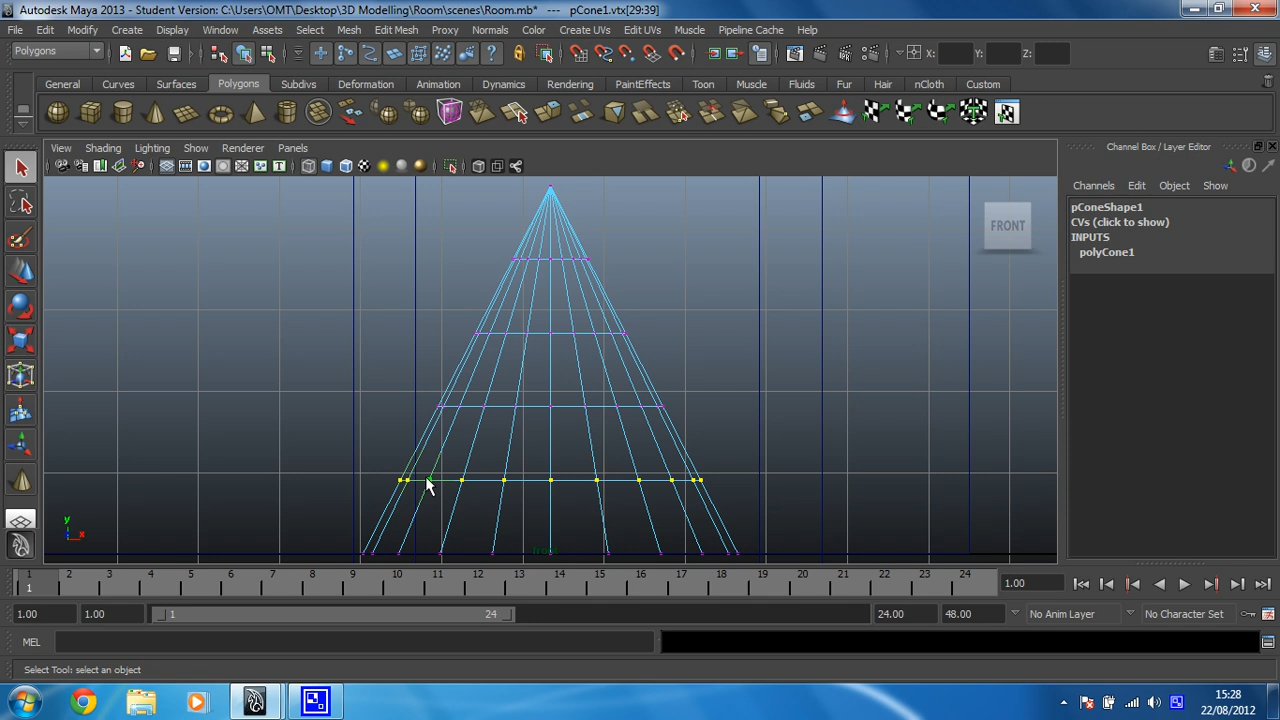 Autodesk Maya 2013 - Student Version: C:\Users\OMT\Desktop\3D Modelling\Room\scenes\Room.mb* --- pCone1.vtx[29:39]
File Edit Modify Create Display Window Assets Select Mesh Edit Mesh Proxy Normals Color Create UVs Edit UVs Muscle Pipeline Cache Help
Polygons X: Y: Z:
General Curves Surfaces Polygons Subdivs Deformation Animation Dynamics Rendering PaintEffects Toon Muscle Fluids Fur Hair nCloth Custom
View Shading Lighting Show Renderer Panels
Channel Box / Layer Editor
Channels Edit Object Show
pConeShape1
CVs (click to show)
INPUTS
polyCone1
FRONT
y
x
front
1 2 3 4 5 6 7 8 9 10 11 12 13 14 15 16 17 18 19 20 21 22 23 24
1 1.00
1.00 1.00 1 24 24.00 48.00 No Anim Layer No Character Set
MEL
Select Tool: select an object
15:28
22/08/2012